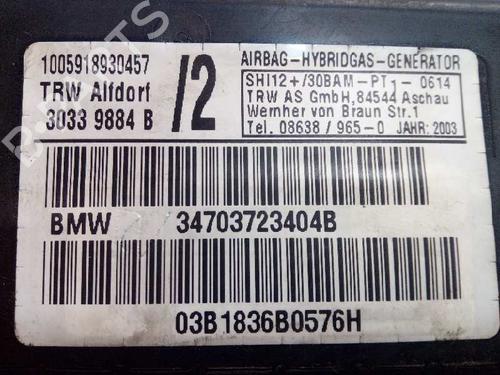 1005918930457
TRW Alfdorf
3033 9884 B
/2
AIRBAG-HYBRIDGAS-GENERATOR
SHI12+/30BAM-PT1- 0614
TRW AS GmbH,84544 Aschau
Wernher von Braun Str.1
Tel. 08638/965-0 JAHR: 2003
BMW 34703723404B
03B1836B0576H